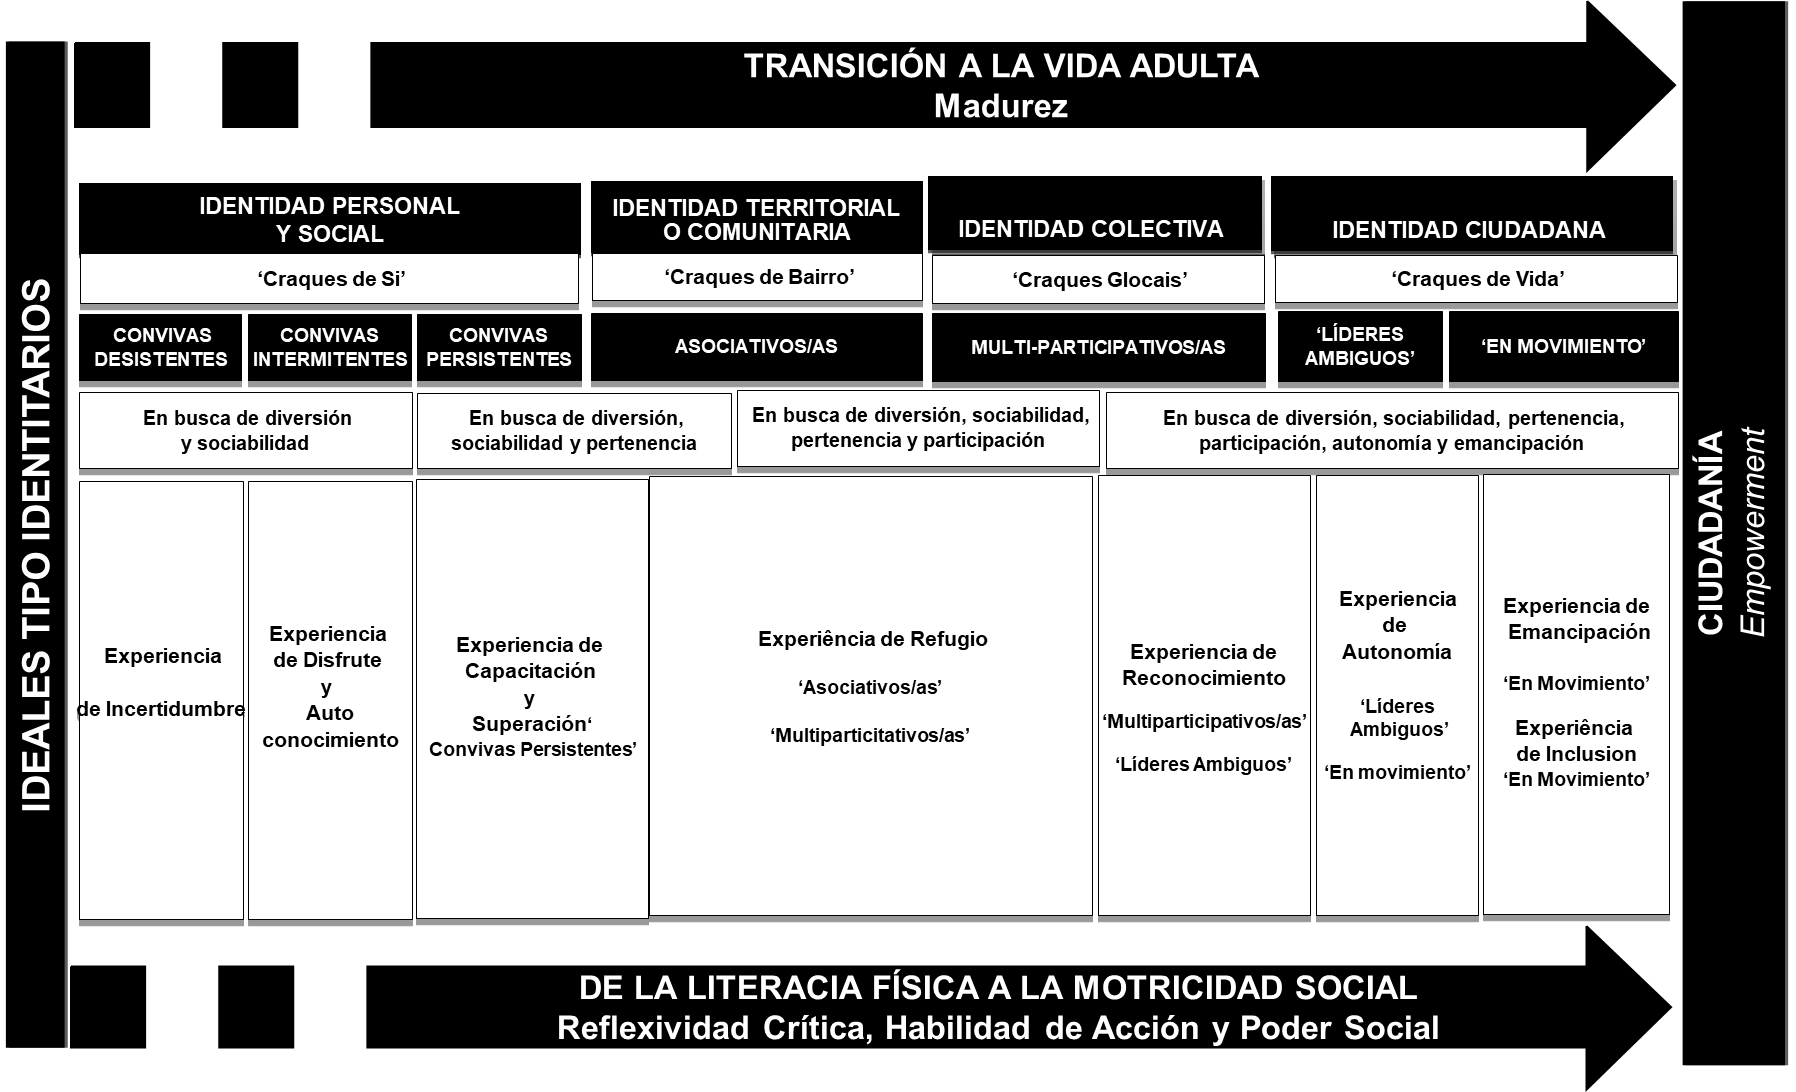 TRANSICIÓN A LA VIDA ADULTA
Madurez
IDEALES TIPO IDENTITARIOS
IDENTIDAD PERSONAL
Y SOCIAL
IDENTIDAD TERRITORIAL
O COMUNITARIA
IDENTIDAD COLECTIVA
IDENTIDAD CIUDADANA
‘Craques de Si’
‘Craques de Bairro’
‘Craques Glocais’
‘Craques de Vida’
CONVIVAS
DESISTENTES
CONVIVAS
INTERMITENTES
CONVIVAS
PERSISTENTES
ASOCIATIVOS/AS
MULTI-PARTICIPATIVOS/AS
‘LÍDERES
AMBIGUOS’
‘EN MOVIMIENTO’
En busca de diversión
y sociabilidad
En busca de diversión,
sociabilidad y pertenencia
En busca de diversión, sociabilidad,
pertenencia y participación
En busca de diversión, sociabilidad, pertenencia,
participación, autonomía y emancipación
Experiencia
de Incertidumbre
Experiencia
de Disfrute
y
Auto
conocimiento
Experiencia de
Capacitación
y
Superación‘
Convivas Persistentes’
Experiência de Refugio
‘Asociativos/as’
‘Multiparticitativos/as’
Experiencia de
Reconocimiento
‘Multiparticipativos/as’
‘Líderes Ambiguos’
Experiencia
de
Autonomía
‘Líderes
Ambiguos’
‘En movimiento’
Experiencia de
Emancipación
‘En Movimiento’
Experiência
de Inclusion
‘En Movimiento’
CIUDADANÍA
Empowerment
DE LA LITERACIA FÍSICA A LA MOTRICIDAD SOCIAL
Reflexividad Crítica, Habilidad de Acción y Poder Social